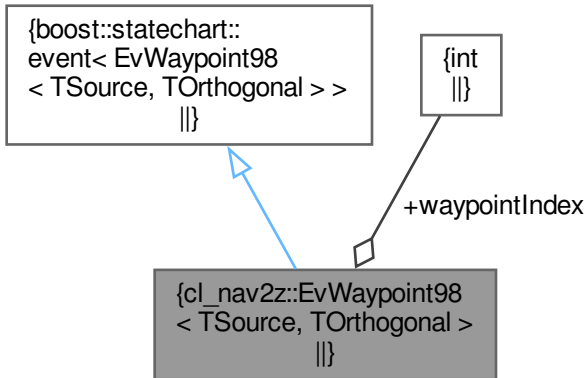 {boost::statechart::
event< EvWaypoint98
< TSource, TOrthogonal > >
||}
{int
||}
+waypointIndex
{cl_nav2z::EvWaypoint98
< TSource, TOrthogonal >
||}